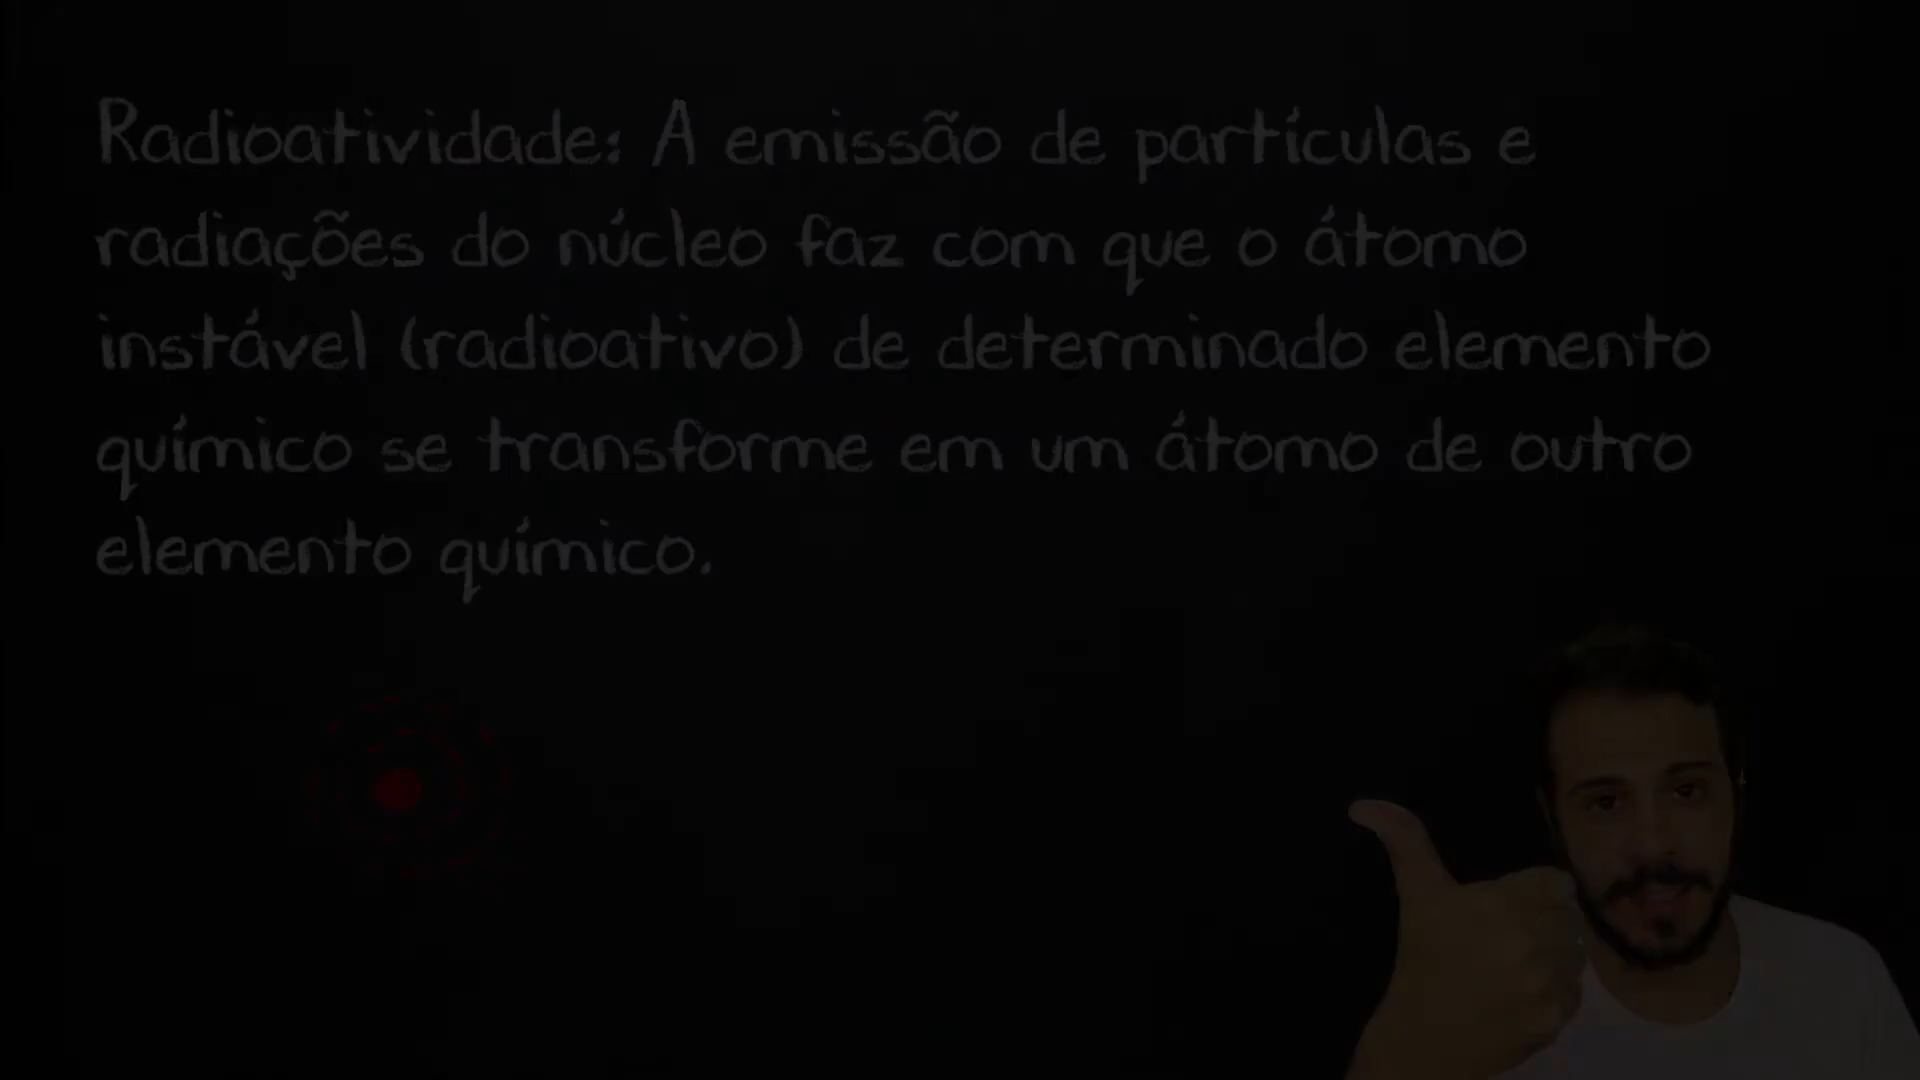 Radioatividade: A emissão de partículas e
radiações do núcleo faz com que o átomo
instável (radioativo) de determinado elemento
químico se transforme em um átomo de outro
elemento químico.